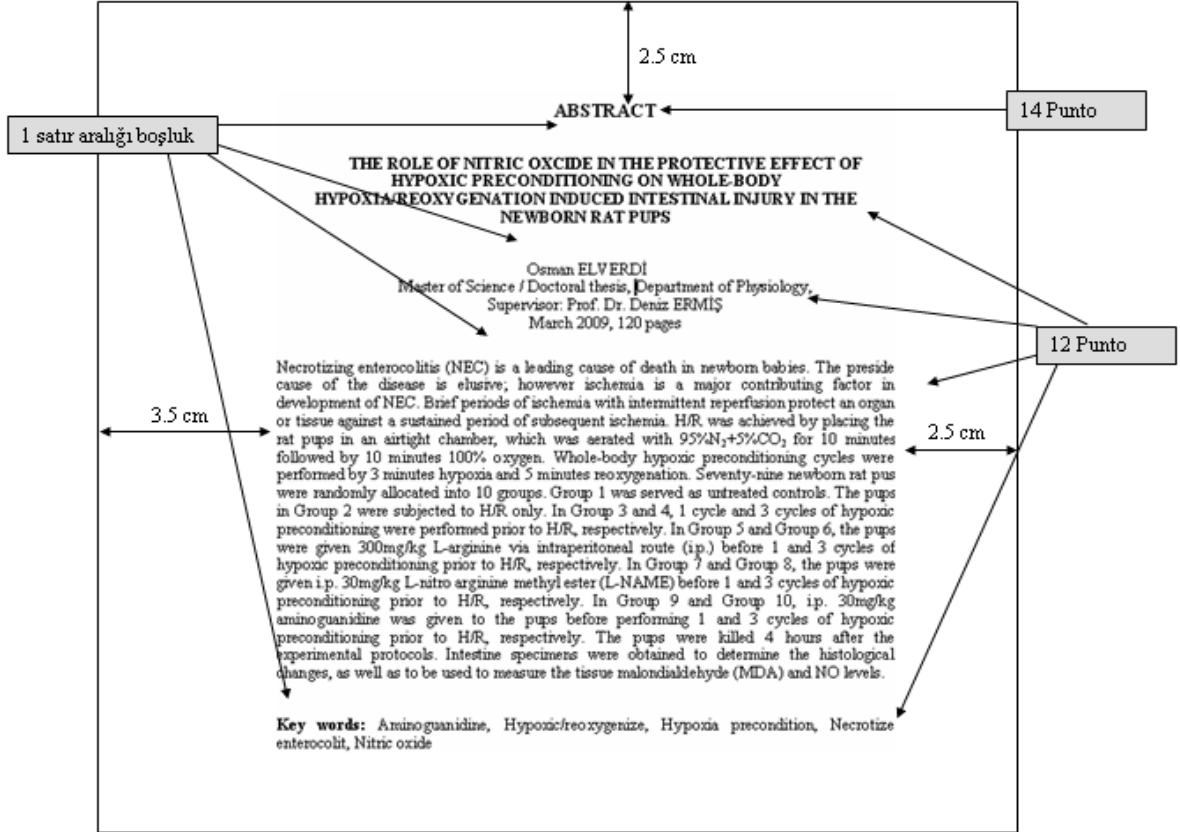 2.5 cm
ABSTRACT
14 Punto
1 satır aralığı boşluk
THE ROLE OF NITRIC OXCIDE IN THE PROTECTIVE EFFECT OF
HYPOXIC PRECONDITIONING ON WHOLE-BODY
HYPOXIA/REOXYGENATION INDUCED INTESTINAL INJURY IN THE
NEWBORN RAT PUPS
Osman ELVERDİ
Master of Science / Doctoral thesis, Department of Physiology,
Supervisor: Prof. Dr. Deniz ERMİŞ
March 2009, 120 pages
12 Punto
Necrotizing enterocolitis (NEC) is a leading cause of death in newborn babies. The preside
cause of the disease is elusive; however ischemia is a major contributing factor in
development of NEC. Brief periods of ischemia with intermittent reperfusion protect an organ
or tissue against a sustained period of subsequent ischemia. H/R was achieved by placing the
rat pups in an airtight chamber, which was aerated with 95%N₂+5%CO₂ for 10 minutes
followed by 10 minutes 100% oxygen. Whole-body hypoxic preconditioning cycles were
performed by 3 minutes hypoxia and 5 minutes reoxygenation. Seventy-nine newborn rat pus
were randomly allocated into 10 groups. Group 1 was served as untreated controls. The pups
in Group 2 were subjected to H/R only. In Group 3 and 4, 1 cycle and 3 cycles of hypoxic
preconditioning were performed prior to H/R, respectively. In Group 5 and Group 6, the pups
were given 300mg/kg L-arginine via intraperitoneal route (i.p.) before 1 and 3 cycles of
hypoxic preconditioning prior to H/R, respectively. In Group 7 and Group 8, the pups were
given i.p. 30mg/kg L-nitro arginine methyl ester (L-NAME) before 1 and 3 cycles of hypoxic
preconditioning prior to H/R, respectively. In Group 9 and Group 10, i.p. 30mg/kg
aminoguanidine was given to the pups before performing 1 and 3 cycles of hypoxic
preconditioning prior to H/R, respectively. The pups were killed 4 hours after the
experimental protocols. Intestine specimens were obtained to determine the histological
changes, as well as to be used to measure the tissue malondialdehyde (MDA) and NO levels.
3.5 cm
2.5 cm
Key words: Aminoguanidine, Hypoxic/reoxygenize, Hypoxia precondition, Necrotize
enterocolit, Nitric oxide